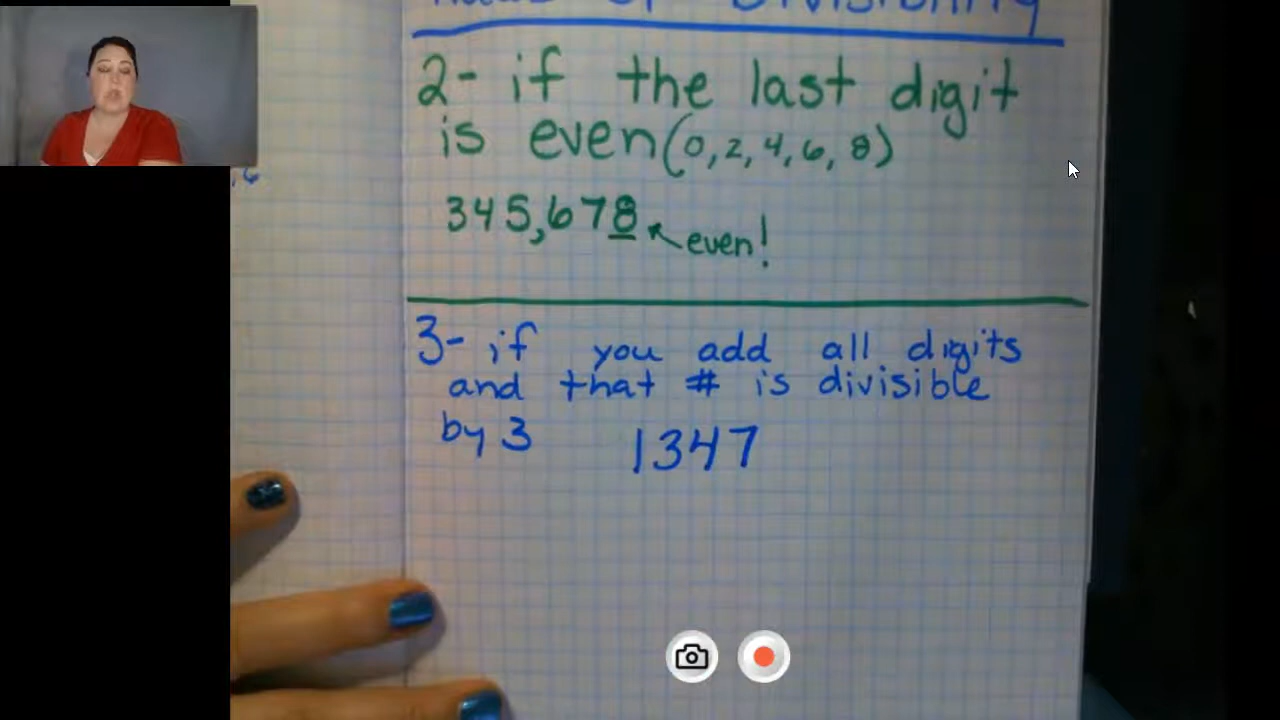 Divisibility
2- if the last digit
is even (0, 2, 4, 6, 8)
345,678 even!
3- if you add all digits
and that # is divisible
by 3 1347